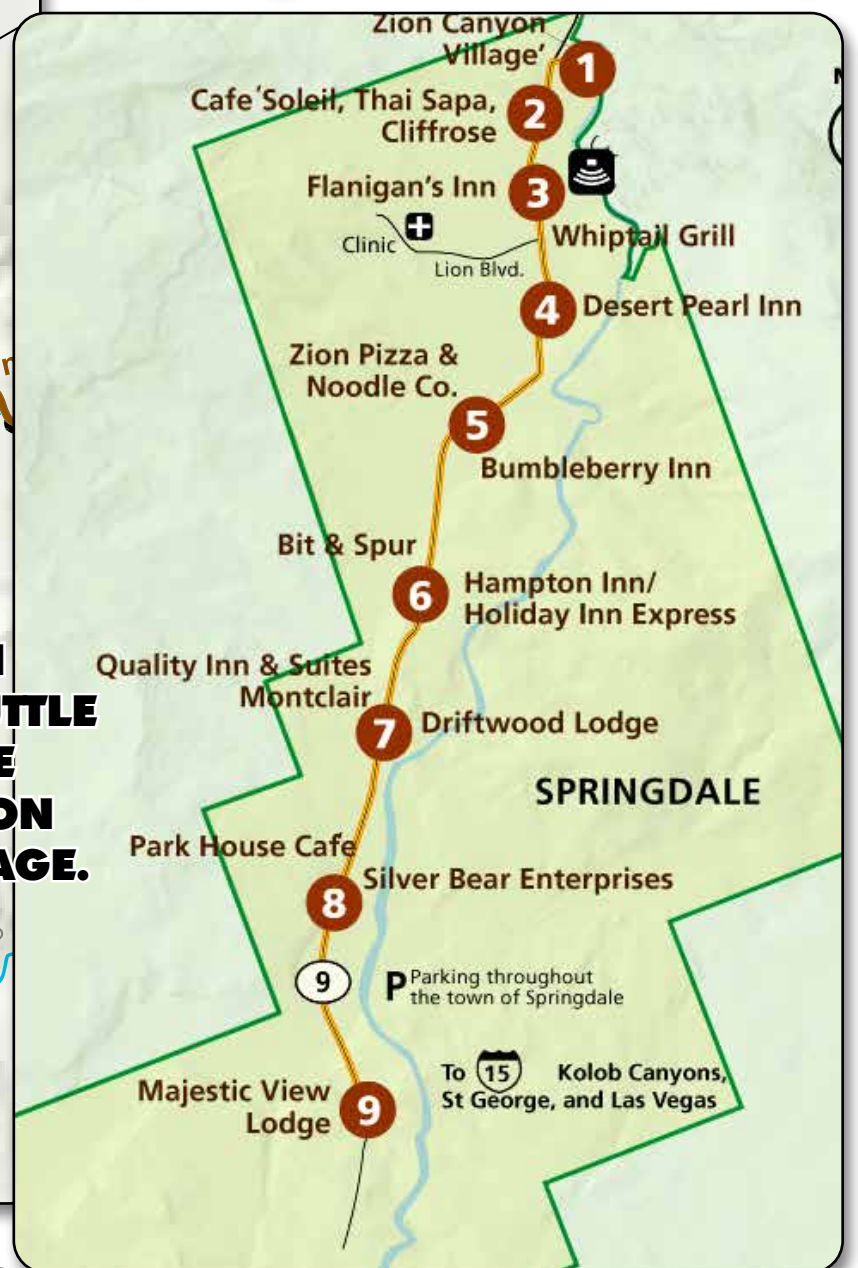 Zion Canyon
Village'
1
Cafe´Soleil, Thai Sapa,
Cliffrose
2
Flanigan's Inn
3
Whiptail Grill
Clinic
Lion Blvd.
4
Desert Pearl Inn
Zion Pizza &
Noodle Co.
5
Bumbleberry Inn
Bit & Spur
6
Hampton Inn/
Holiday Inn Express
Quality Inn & Suites
Montclair
7
Driftwood Lodge
SPRINGDALE
Park House Cafe
8
Silver Bear Enterprises
9
P Parking throughout
the town of Springdale
To 15 Kolob Canyons,
St George, and Las Vegas
Majestic View
Lodge
9